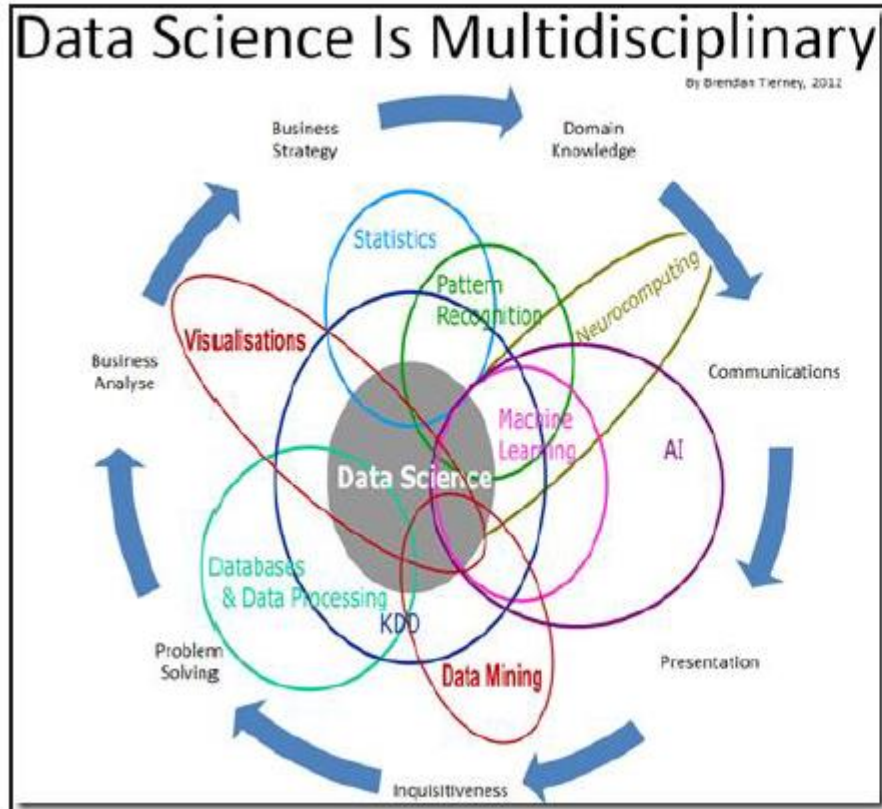 Data Science Is Multidisciplinary
By Brendan Tierney, 2012
Business
Strategy
Domain
Knowledge
Statistics
Pattern
Recognition
Neurocomputing
Visualisations
Business
Analyse
Communications
Machine
Learning
AI
Data Science
Databases
& Data Processing
KDD
Problem
Solving
Data Mining
Presentation
Inquisitiveness